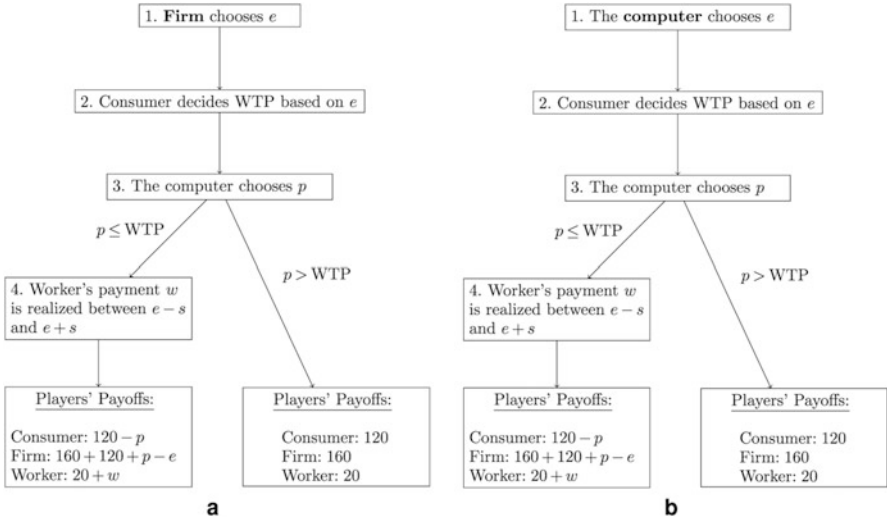 1. Firm chooses e
2. Consumer decides WTP based on e
3. The computer chooses p
p ≤ WTP
p > WTP
4. Worker's payment w
is realized between e − s
and e + s
Players' Payoffs:
Consumer: 120 − p
Firm: 160 + 120 + p − e
Worker: 20 + w
Players' Payoffs:
Consumer: 120
Firm: 160
Worker: 20
a
1. The computer chooses e
2. Consumer decides WTP based on e
3. The computer chooses p
p ≤ WTP
p > WTP
4. Worker's payment w
is realized between e − s
and e + s
Players' Payoffs:
Consumer: 120 − p
Firm: 160 + 120 + p − e
Worker: 20 + w
Players' Payoffs:
Consumer: 120
Firm: 160
Worker: 20
b